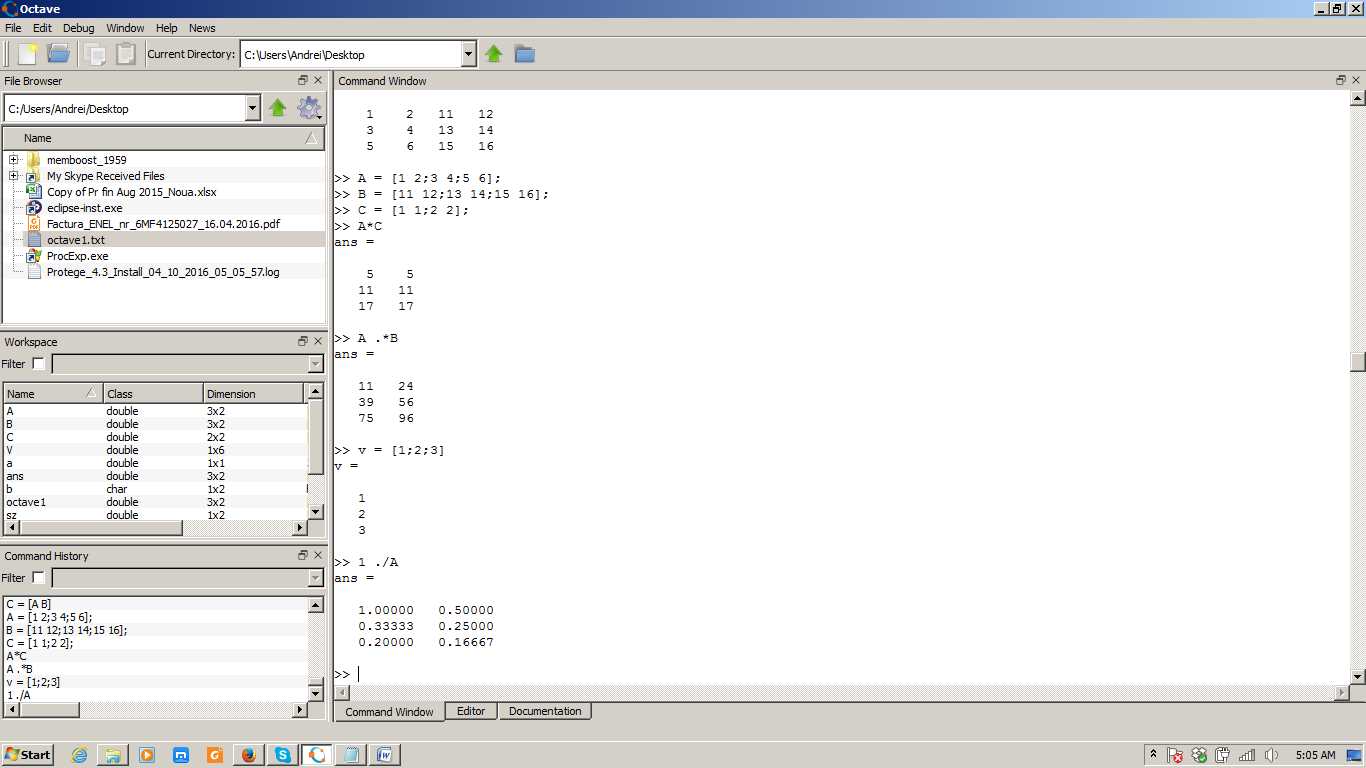 Octave
File Edit Debug Window Help News
Current Directory: C:\Users\Andrei\Desktop
File Browser
C:/Users/Andrei/Desktop
Name
memboost_1959
My Skype Received Files
Copy of Pr fin Aug 2015_Noua.xlsx
eclipse-inst.exe
Factura_ENEL_nr_6MF4125027_16.04.2016.pdf
octave1.txt
ProcExp.exe
Protege_4.3_Install_04_10_2016_05_05_57.log
Workspace
Filter
Name Class Dimension
A double 3x2
B double 3x2
C double 2x2
V double 1x6
a double 1x1
ans double 3x2
b char 1x2
octave1 double 3x2
sz double 1x2
Command History
Filter
C = [A B]
A = [1 2;3 4;5 6];
B = [11 12;13 14;15 16];
C = [1 1;2 2];
A*C
A .*B
v = [1;2;3]
1 ./A
Command Window
1 2 11 12
3 4 13 14
5 6 15 16
>> A = [1 2;3 4;5 6];
>> B = [11 12;13 14;15 16];
>> C = [1 1;2 2];
>> A*C
ans =
5 5
11 11
17 17
>> A .*B
ans =
11 24
39 56
75 96
>> v = [1;2;3]
v =
1
2
3
>> 1 ./A
ans =
1.00000 0.50000
0.33333 0.25000
0.20000 0.16667
>>
Command Window Editor Documentation
Start 5:05 AM